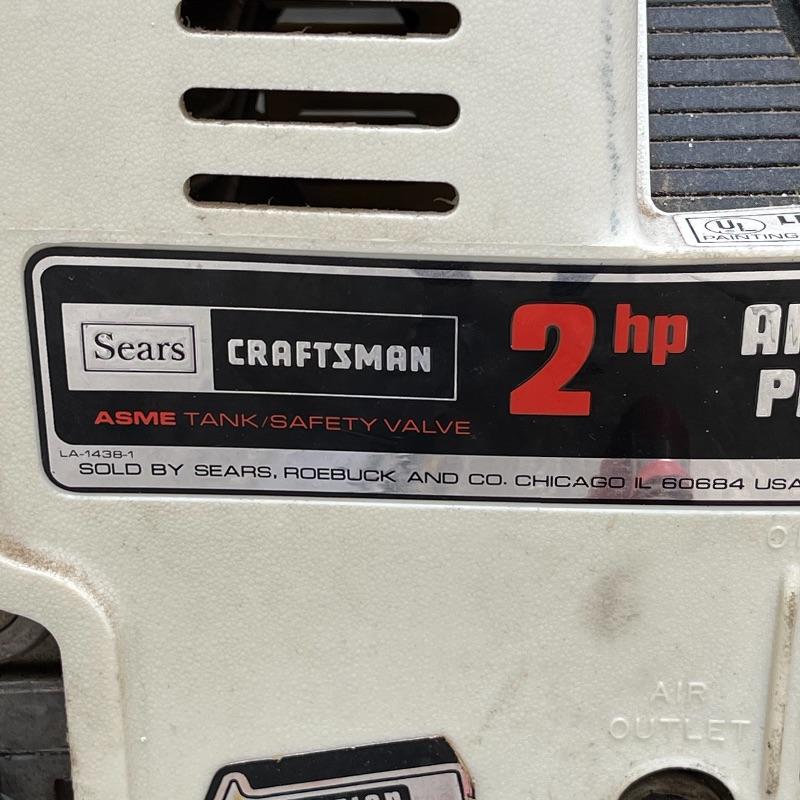 UL
PAINTING
Sears CRAFTSMAN
2 hp
ASME TANK/SAFETY VALVE
LA-1438-1
SOLD BY SEARS, ROEBUCK AND CO. CHICAGO IL 60684 USA
AIR
OUTLET